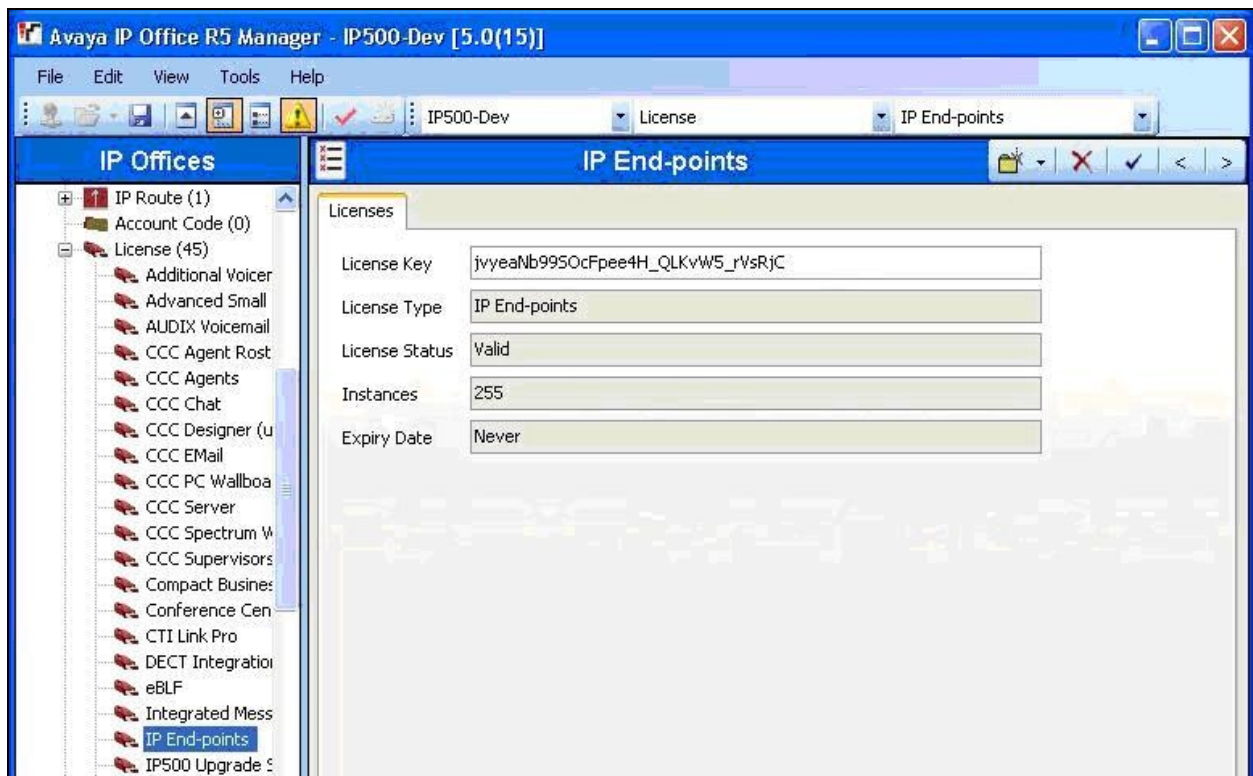 Avaya IP Office R5 Manager - IP500-Dev [5.0(15)]
File Edit View Tools Help
IP500-Dev License IP End-points
IP Offices
IP End-points
IP Route (1)
Account Code (0)
License (45)
Additional Voicer
Advanced Small
AUDIX Voicemail
CCC Agent Rost
CCC Agents
CCC Chat
CCC Designer (u
CCC EMail
CCC PC Wallboa
CCC Server
CCC Spectrum W
CCC Supervisors
Compact Busines
Conference Cen
CTI Link Pro
DECT Integration
eBLF
Integrated Mess
IP End-points
IP500 Upgrade S
Licenses
License Key jvyeaNb99SOcFpee4H_QLKvW5_rVsRjC
License Type IP End-points
License Status Valid
Instances 255
Expiry Date Never